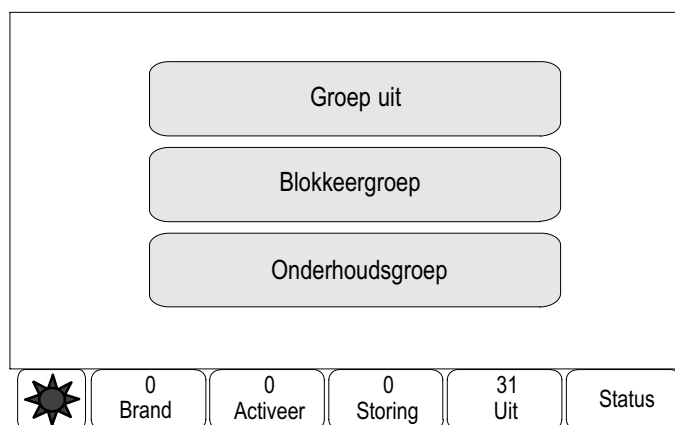 Groep uit
Blokkeergroep
Onderhoudsgroep
0
Brand
0
Activeer
0
Storing
31
Uit
Status